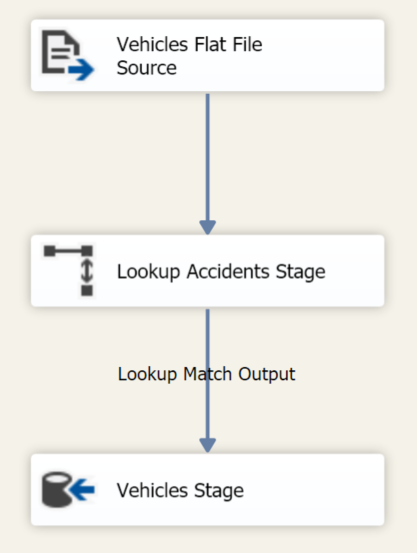 Vehicles Flat File
Source
Lookup Accidents Stage
Lookup Match Output
Vehicles Stage